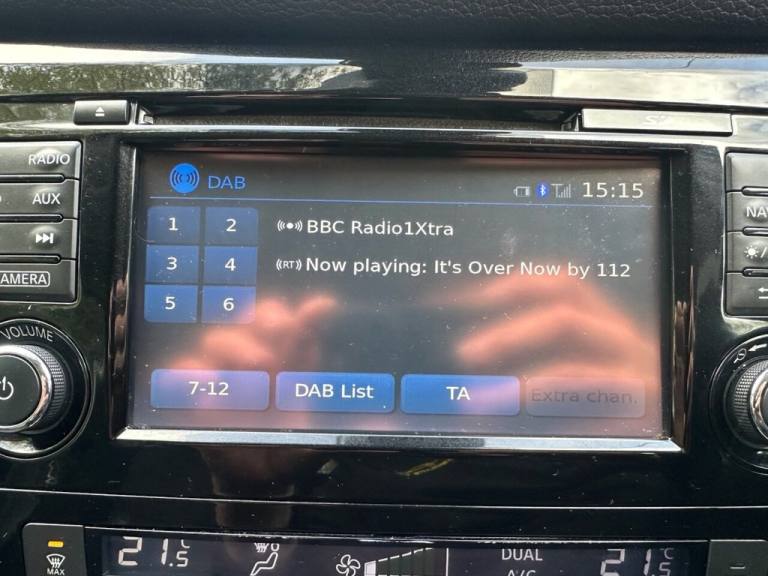 RADIO
AUX
CAMERA
VOLUME
DAB
15:15
1 2
3 4
5 6
BBC Radio1Xtra
(RT) Now playing: It's Over Now by 112
7-12
DAB List
TA
Extra chan.
NAV
MAX
21.5°C
DUAL
A/C
21.5°C